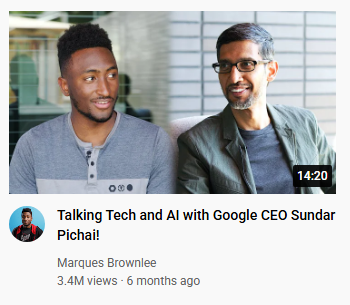 14:20
Talking Tech and AI with Google CEO Sundar
Pichai!
Marques Brownlee
3.4M views · 6 months ago